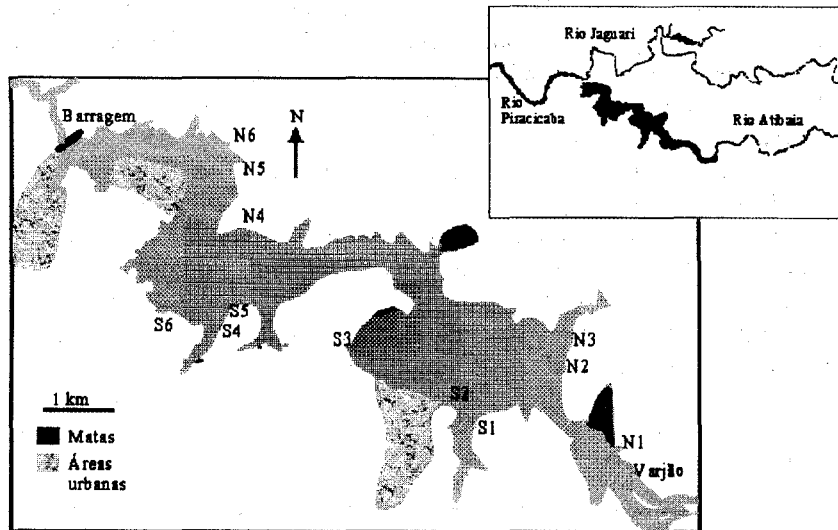 Rio Jaguari
Rio
Piracicaba
Rio Atibaia
Barragem
N
N6
N5
N4
S5
S6
S4
S3
N3
N2
S2
S1
N1
Varjão
1 km
Matas
Áreas
urbanas